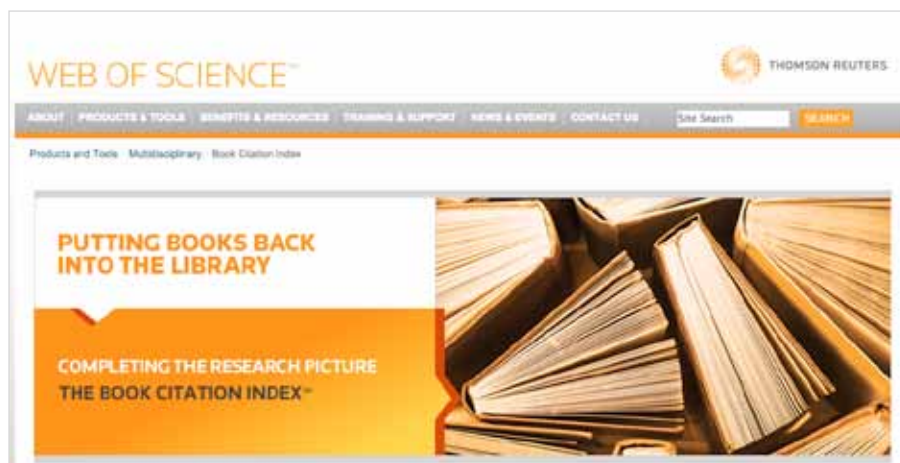 WEB OF SCIENCE™
THOMSON REUTERS
ABOUT PRODUCTS & TOOLS BENEFITS & RESOURCES TRAINING & SUPPORT NEWS & EVENTS CONTACT US Site Search SEARCH
Products and Tools Multidisciplinary Book Citation Index
PUTTING BOOKS BACK
INTO THE LIBRARY
COMPLETING THE RESEARCH PICTURE
THE BOOK CITATION INDEX℠